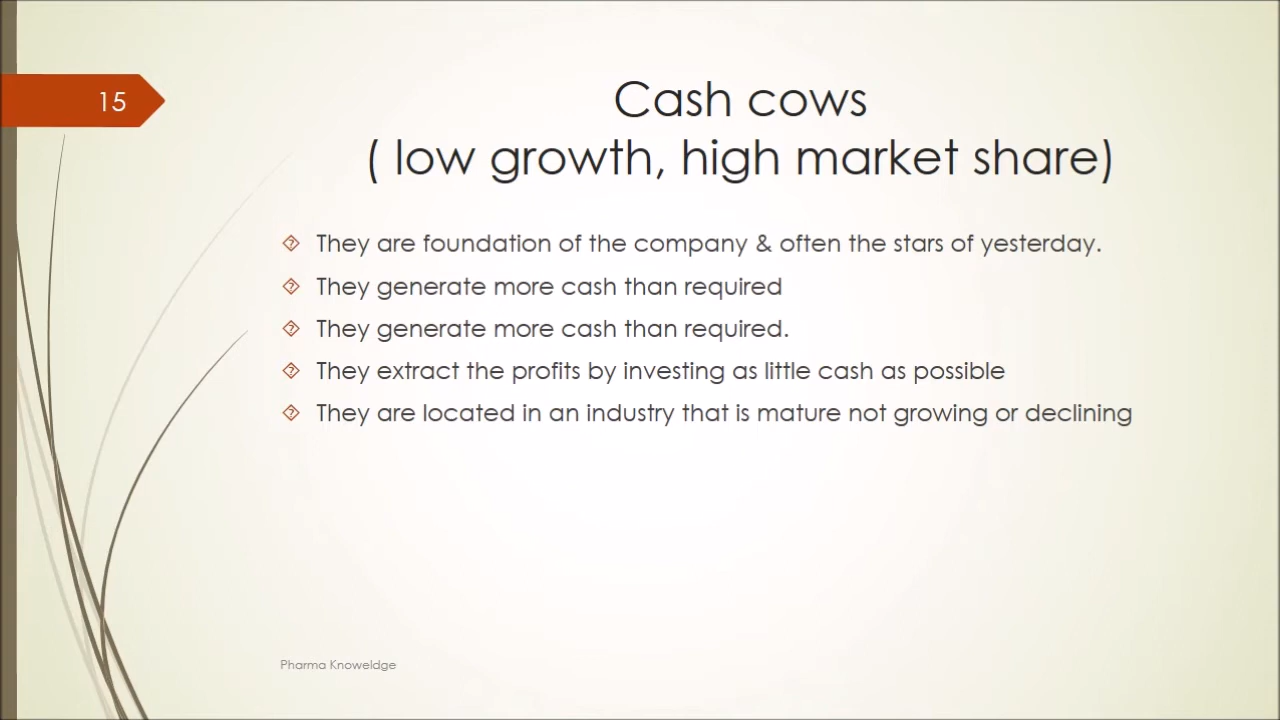 15
Cash cows
( low growth, high market share)
They are foundation of the company & often the stars of yesterday.
They generate more cash than required
They generate more cash than required.
They extract the profits by investing as little cash as possible
They are located in an industry that is mature not growing or declining
Pharma Knoweldge